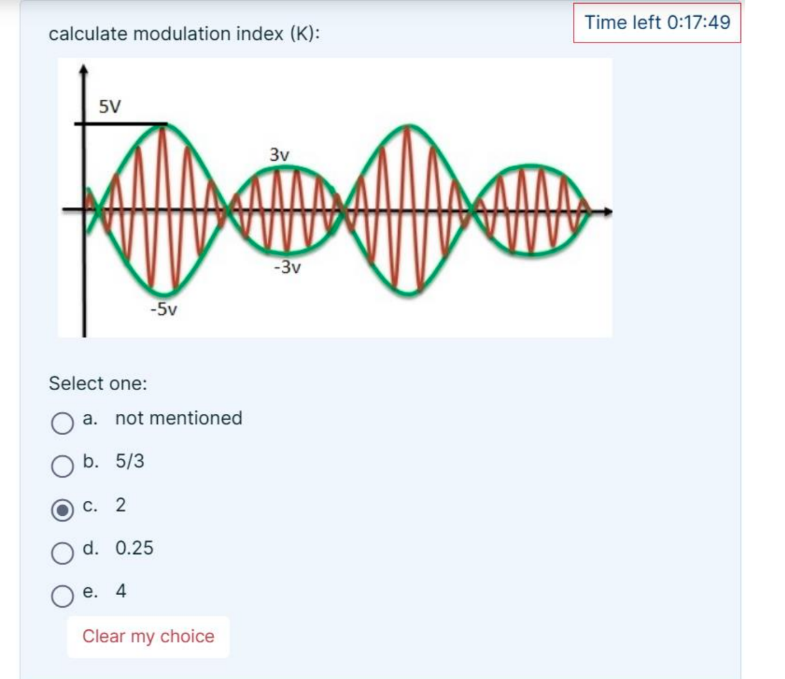 Time left 0:17:49
calculate modulation index (K):
5V
3v
-3v
-5v
Select one:
a. not mentioned
b. 5/3
c. 2
d. 0.25
e. 4
Clear my choice